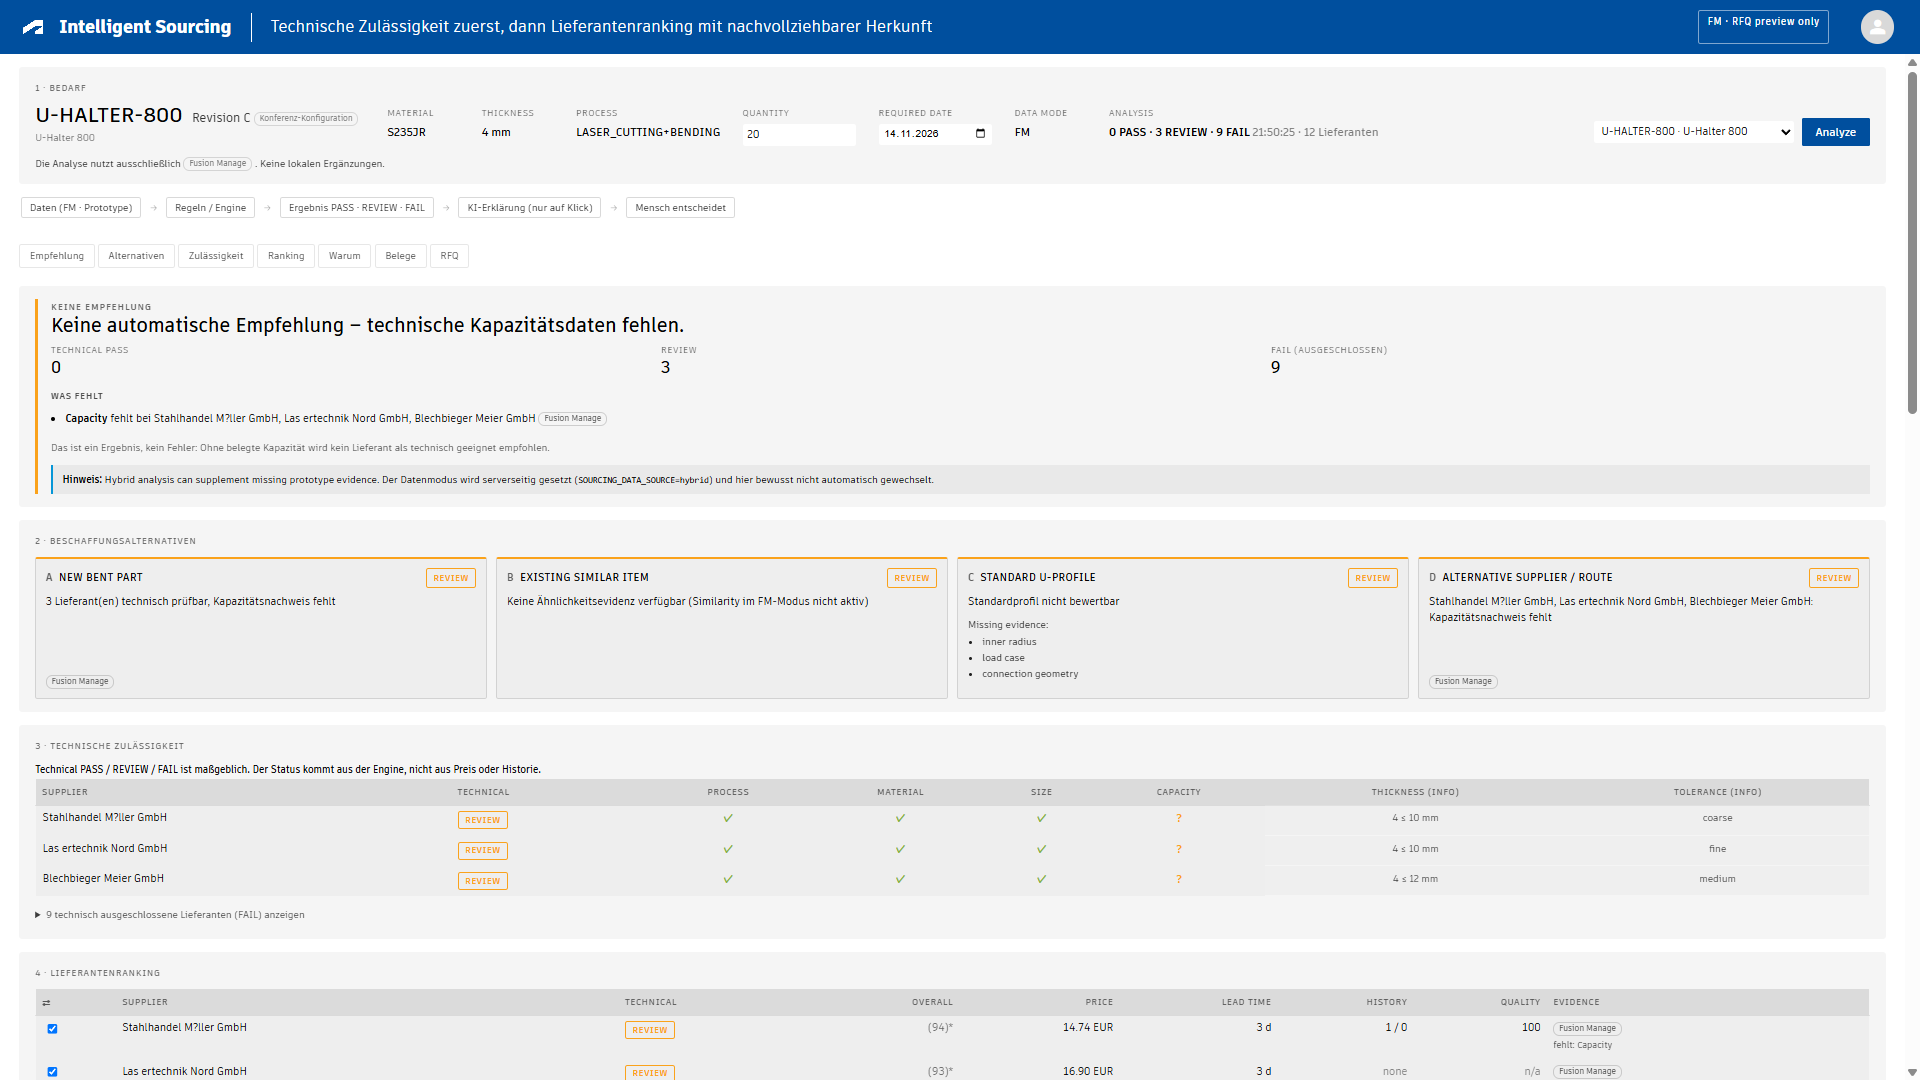 Intelligent Sourcing
Technische Zulässigkeit zuerst, dann Lieferantenranking mit nachvollziehbarer Herkunft
FM · RFQ preview only
1 · BEDARF
U-HALTER-800 Revision C Konferenz-Konfiguration
U-Halter 800
MATERIAL
S235JR
THICKNESS
4 mm
PROCESS
LASER_CUTTING+BENDING
QUANTITY
20
REQUIRED DATE
14.11.2026
DATA MODE
FM
ANALYSIS
0 PASS · 3 REVIEW · 9 FAIL 21:50:25 · 12 Lieferanten
U-HALTER-800 · U-Halter 800
Analyze
Die Analyse nutzt ausschließlich Fusion Manage . Keine lokalen Ergänzungen.
Daten (FM · Prototype) → Regeln / Engine → Ergebnis PASS · REVIEW · FAIL → KI-Erklärung (nur auf Klick) → Mensch entscheidet
Empfehlung Alternativen Zulässigkeit Ranking Warum Belege RFQ
KEINE EMPFEHLUNG
Keine automatische Empfehlung – technische Kapazitätsdaten fehlen.
TECHNICAL PASS
0
REVIEW
3
FAIL (AUSGESCHLOSSEN)
9
WAS FEHLT
• Capacity fehlt bei Stahlhandel M?ller GmbH, Las ertechnik Nord GmbH, Blechbieger Meier GmbH Fusion Manage
Das ist ein Ergebnis, kein Fehler: Ohne belegte Kapazität wird kein Lieferant als technisch geeignet empfohlen.
Hinweis: Hybrid analysis can supplement missing prototype evidence. Der Datenmodus wird serverseitig gesetzt (SOURCING_DATA_SOURCE=hybrid) und hier bewusst nicht automatisch gewechselt.
2 · BESCHAFFUNGSALTERNATIVEN
A NEW BENT PART REVIEW
3 Lieferant(en) technisch prüfbar, Kapazitätsnachweis fehlt
Fusion Manage
B EXISTING SIMILAR ITEM REVIEW
Keine Ähnlichkeitsevidenz verfügbar (Similarity im FM-Modus nicht aktiv)
C STANDARD U-PROFILE REVIEW
Standardprofil nicht bewertbar
Missing evidence:
• inner radius
• load case
• connection geometry
D ALTERNATIVE SUPPLIER / ROUTE REVIEW
Stahlhandel M?ller GmbH, Las ertechnik Nord GmbH, Blechbieger Meier GmbH:
Kapazitätsnachweis fehlt
Fusion Manage
3 · TECHNISCHE ZULÄSSIGKEIT
Technical PASS / REVIEW / FAIL ist maßgeblich. Der Status kommt aus der Engine, nicht aus Preis oder Historie.
SUPPLIER TECHNICAL PROCESS MATERIAL SIZE CAPACITY THICKNESS (INFO) TOLERANCE (INFO)
Stahlhandel M?ller GmbH REVIEW ✓ ✓ ✓ ? 4 ≤ 10 mm coarse
Las ertechnik Nord GmbH REVIEW ✓ ✓ ✓ ? 4 ≤ 10 mm fine
Blechbieger Meier GmbH REVIEW ✓ ✓ ✓ ? 4 ≤ 12 mm medium
▶ 9 technisch ausgeschlossene Lieferanten (FAIL) anzeigen
4 · LIEFERANTENRANKING
⇄ SUPPLIER TECHNICAL OVERALL PRICE LEAD TIME HISTORY QUALITY EVIDENCE
Stahlhandel M?ller GmbH REVIEW (94)* 14.74 EUR 3 d 1 / 0 100 Fusion Manage
fehlt: Capacity
Las ertechnik Nord GmbH REVIEW (93)* 16.90 EUR 3 d none n/a Fusion Manage